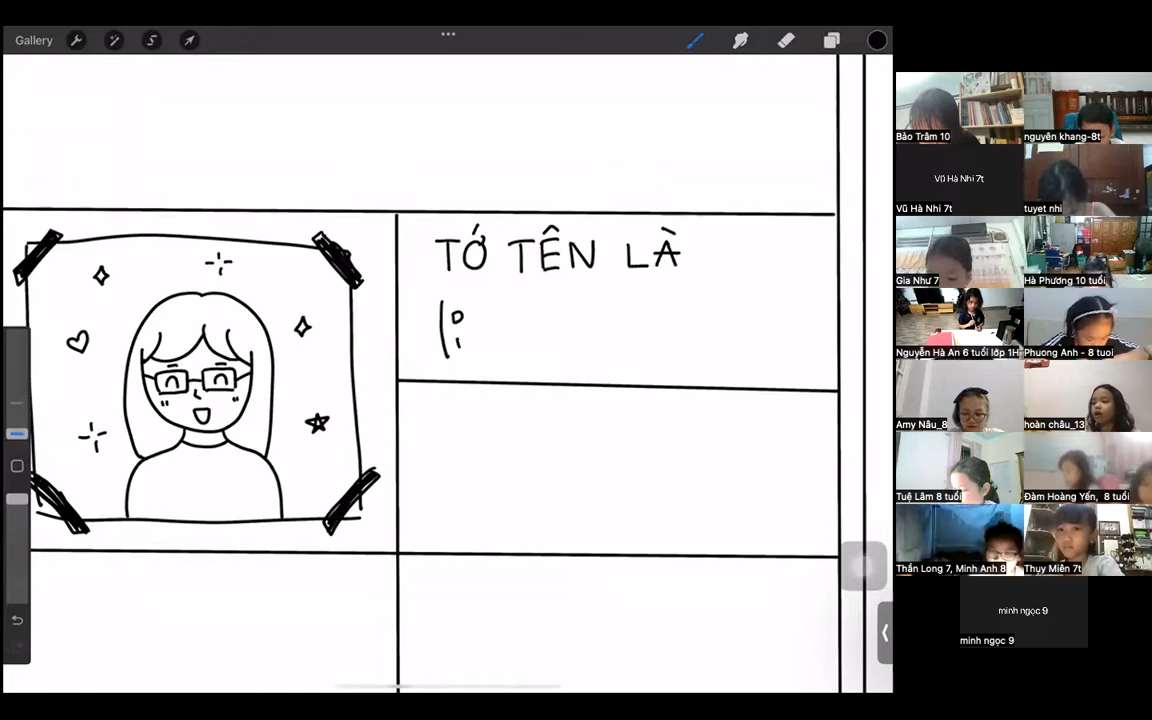 Gallery
TỚ TÊN LÀ
Bảo Trâm 10
nguyên khang-8t
Vũ Hà Nhi 7t
Vũ Hà Nhi 7t
tuyet nhi
Gia Như 7
Hà Phương 10 tuổi
Nguyễn Hà An 6 tuổi lớp 1H
Phuong Anh - 8 tuoi
Amy Nâu_8
hoàn châu_13
Tuệ Lâm 8 tuổi
Đàm Hoàng Yến, 8 tuổi
Thần Long 7, Minh Anh 8
Thụy Miên 7t
minh ngọc 9
minh ngọc 9